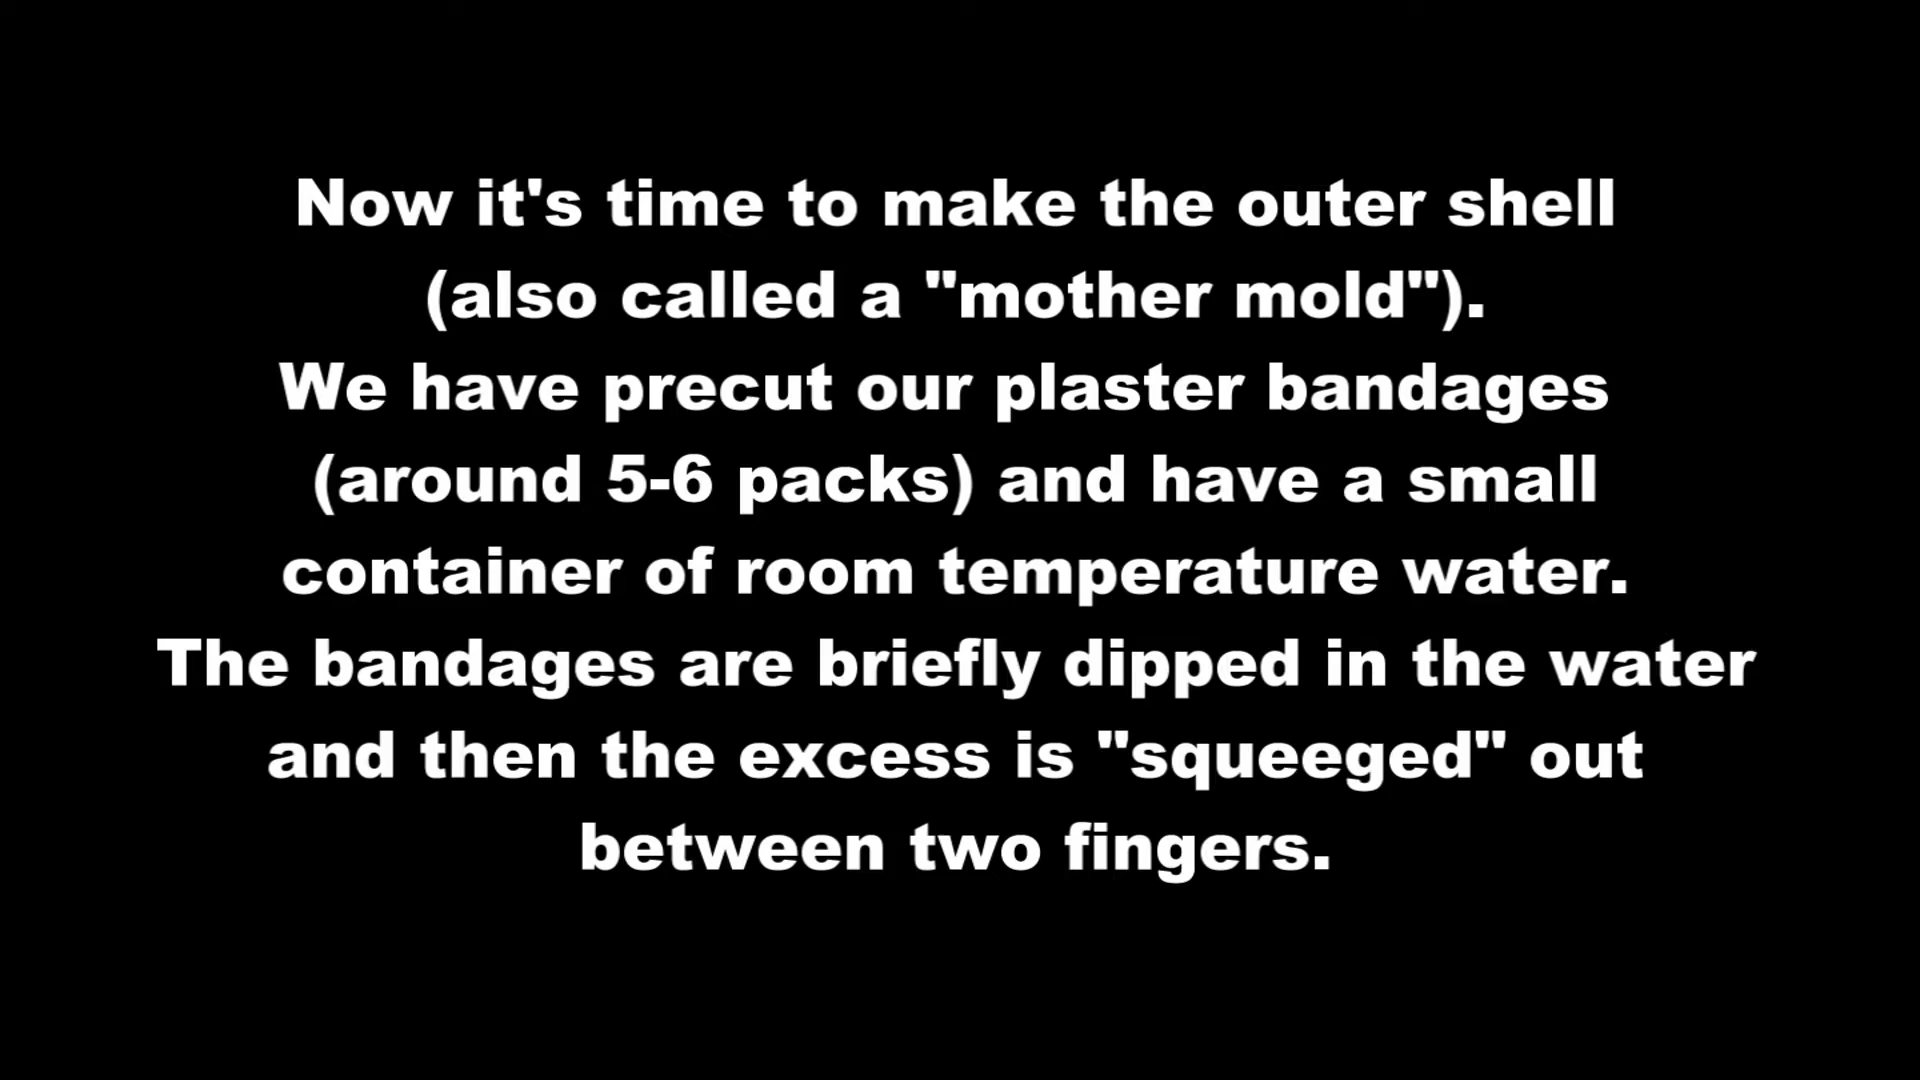 Now it's time to make the outer shell
(also called a "mother mold").
We have precut our plaster bandages
(around 5-6 packs) and have a small
container of room temperature water.
The bandages are briefly dipped in the water
and then the excess is "squeeged" out
between two fingers.